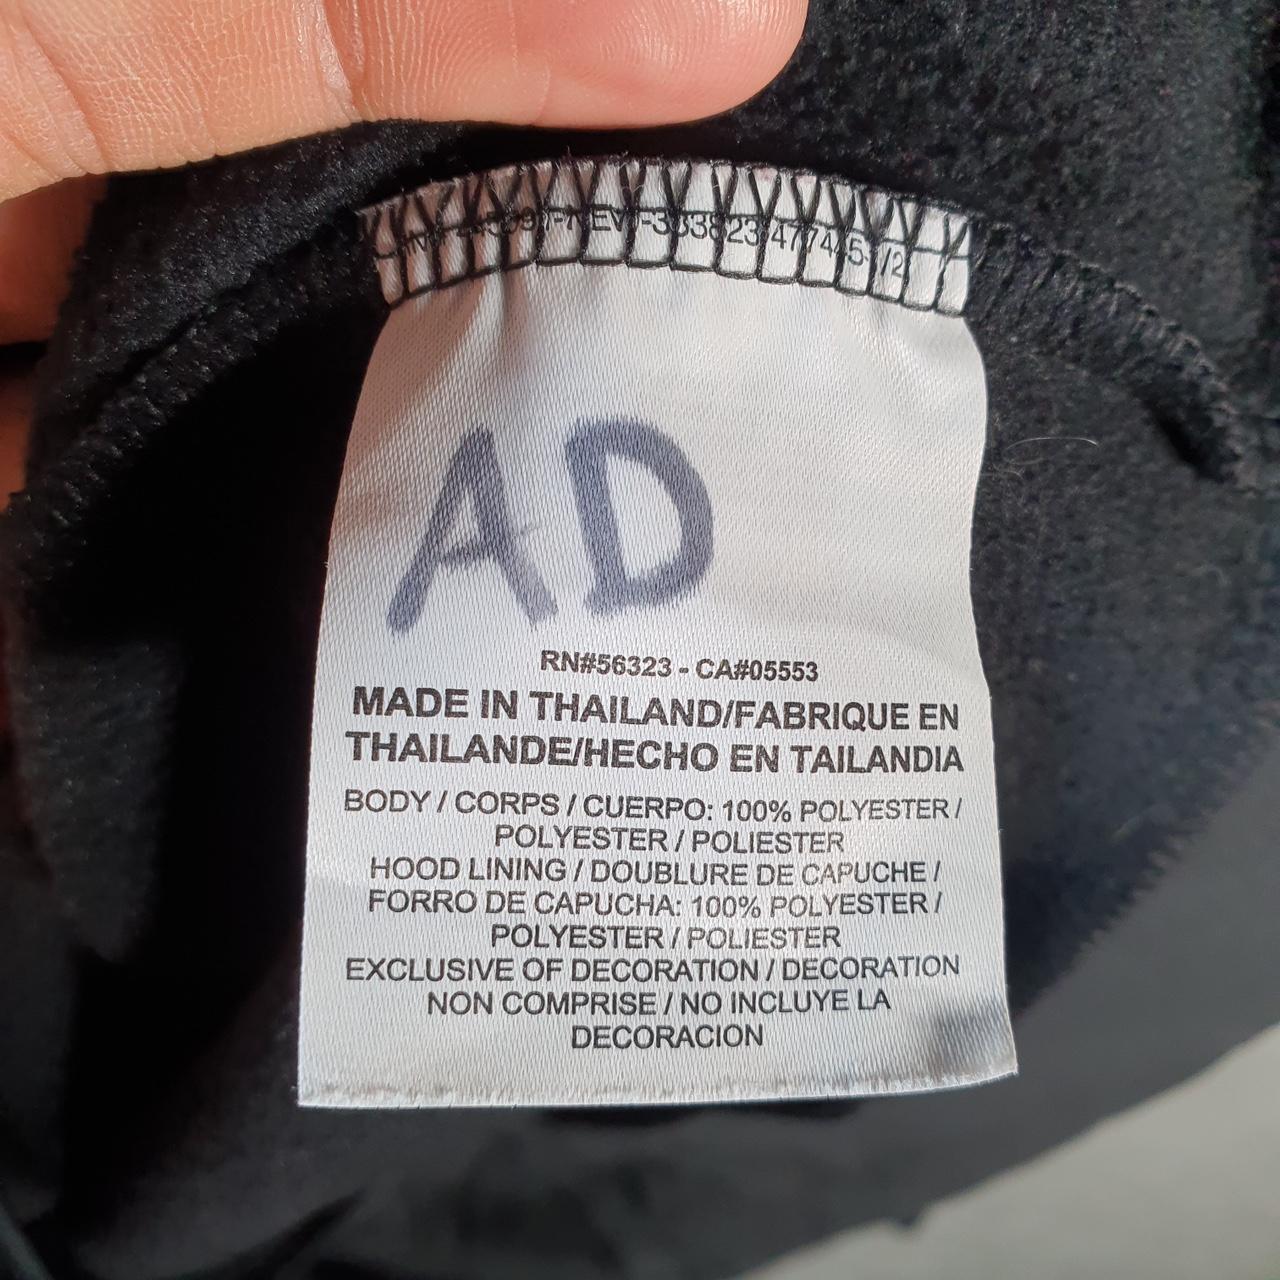 AD
RN#56323 - CA#05553
MADE IN THAILAND/FABRIQUE EN
THAILANDE/HECHO EN TAILANDIA
BODY / CORPS / CUERPO: 100% POLYESTER /
POLYESTER / POLIESTER
HOOD LINING / DOUBLURE DE CAPUCHE /
FORRO DE CAPUCHA: 100% POLYESTER /
POLYESTER / POLIESTER
EXCLUSIVE OF DECORATION / DECORATION
NON COMPRISE / NO INCLUYE LA
DECORACION